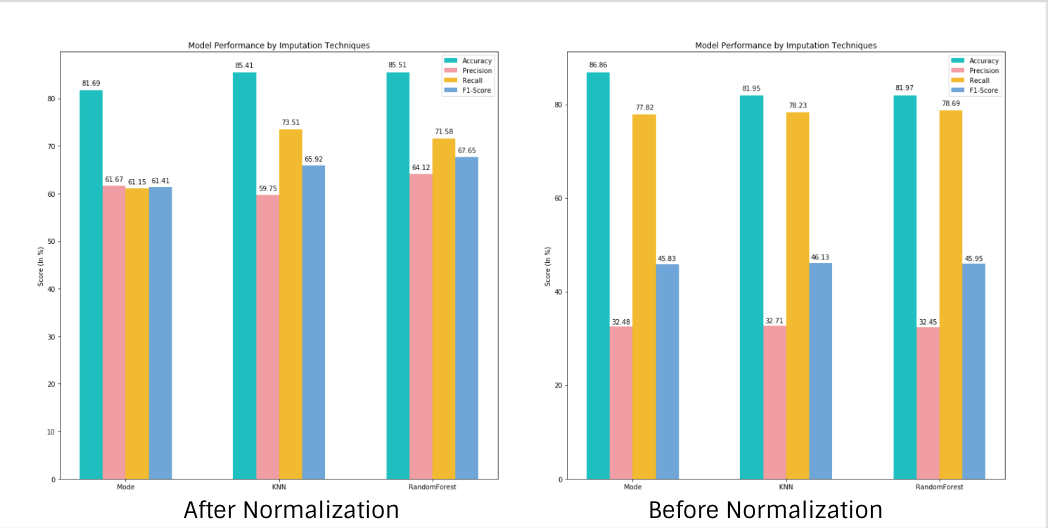 Model Performance by Imputation Techniques
Accuracy
Precision
Recall
F1-Score
81.69
61.67
61.15
61.41
85.41
59.75
73.51
65.92
85.51
64.12
71.58
67.65
Score (In %)
80
70
60
50
40
30
20
10
0
Mode
KNN
RandomForest
After Normalization
Model Performance by Imputation Techniques
Accuracy
Precision
Recall
F1-Score
86.86
32.48
77.82
45.83
81.95
32.71
78.23
46.13
81.97
32.45
78.69
45.95
Score (In %)
80
60
40
20
0
Mode
KNN
RandomForest
Before Normalization